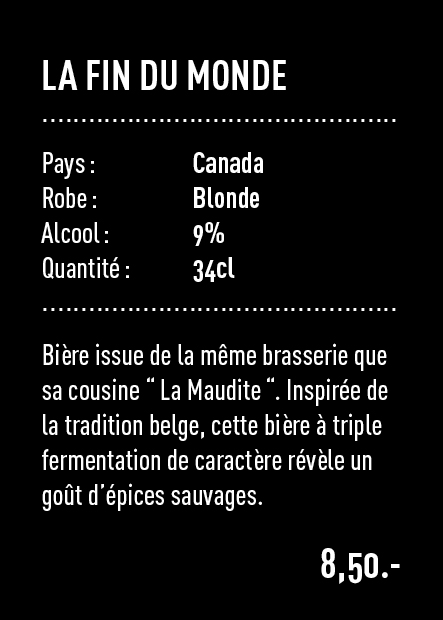 LA FIN DU MONDE
Pays : Canada
Robe : Blonde
Alcool : 9%
Quantité : 34cl
Bière issue de la même brasserie que
sa cousine “ La Maudite “. Inspirée de
la tradition belge, cette bière à triple
fermentation de caractère révèle un
goût d’épices sauvages.
8,50.-